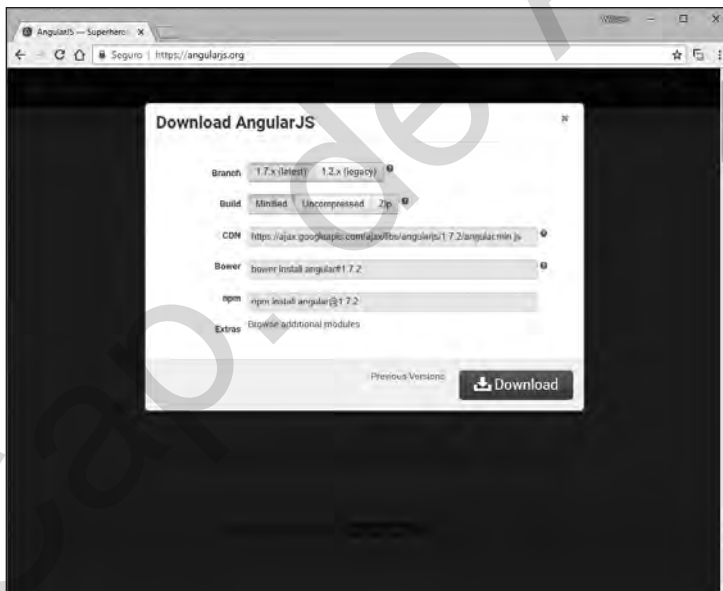 AngularJS — Superhero
Seguro | https://angularjs.org
Download AngularJS
Branch 1.7.x (latest) 1.2.x (legacy)
Build Minified Uncompressed Zip
CDN https://ajax.googleapis.com/ajax/libs/angularjs/1.7.2/angular.min.js
Bower bower install angular#1.7.2
npm npm install angular@1.7.2
Extras Browse additional modules
Previous Versions Download